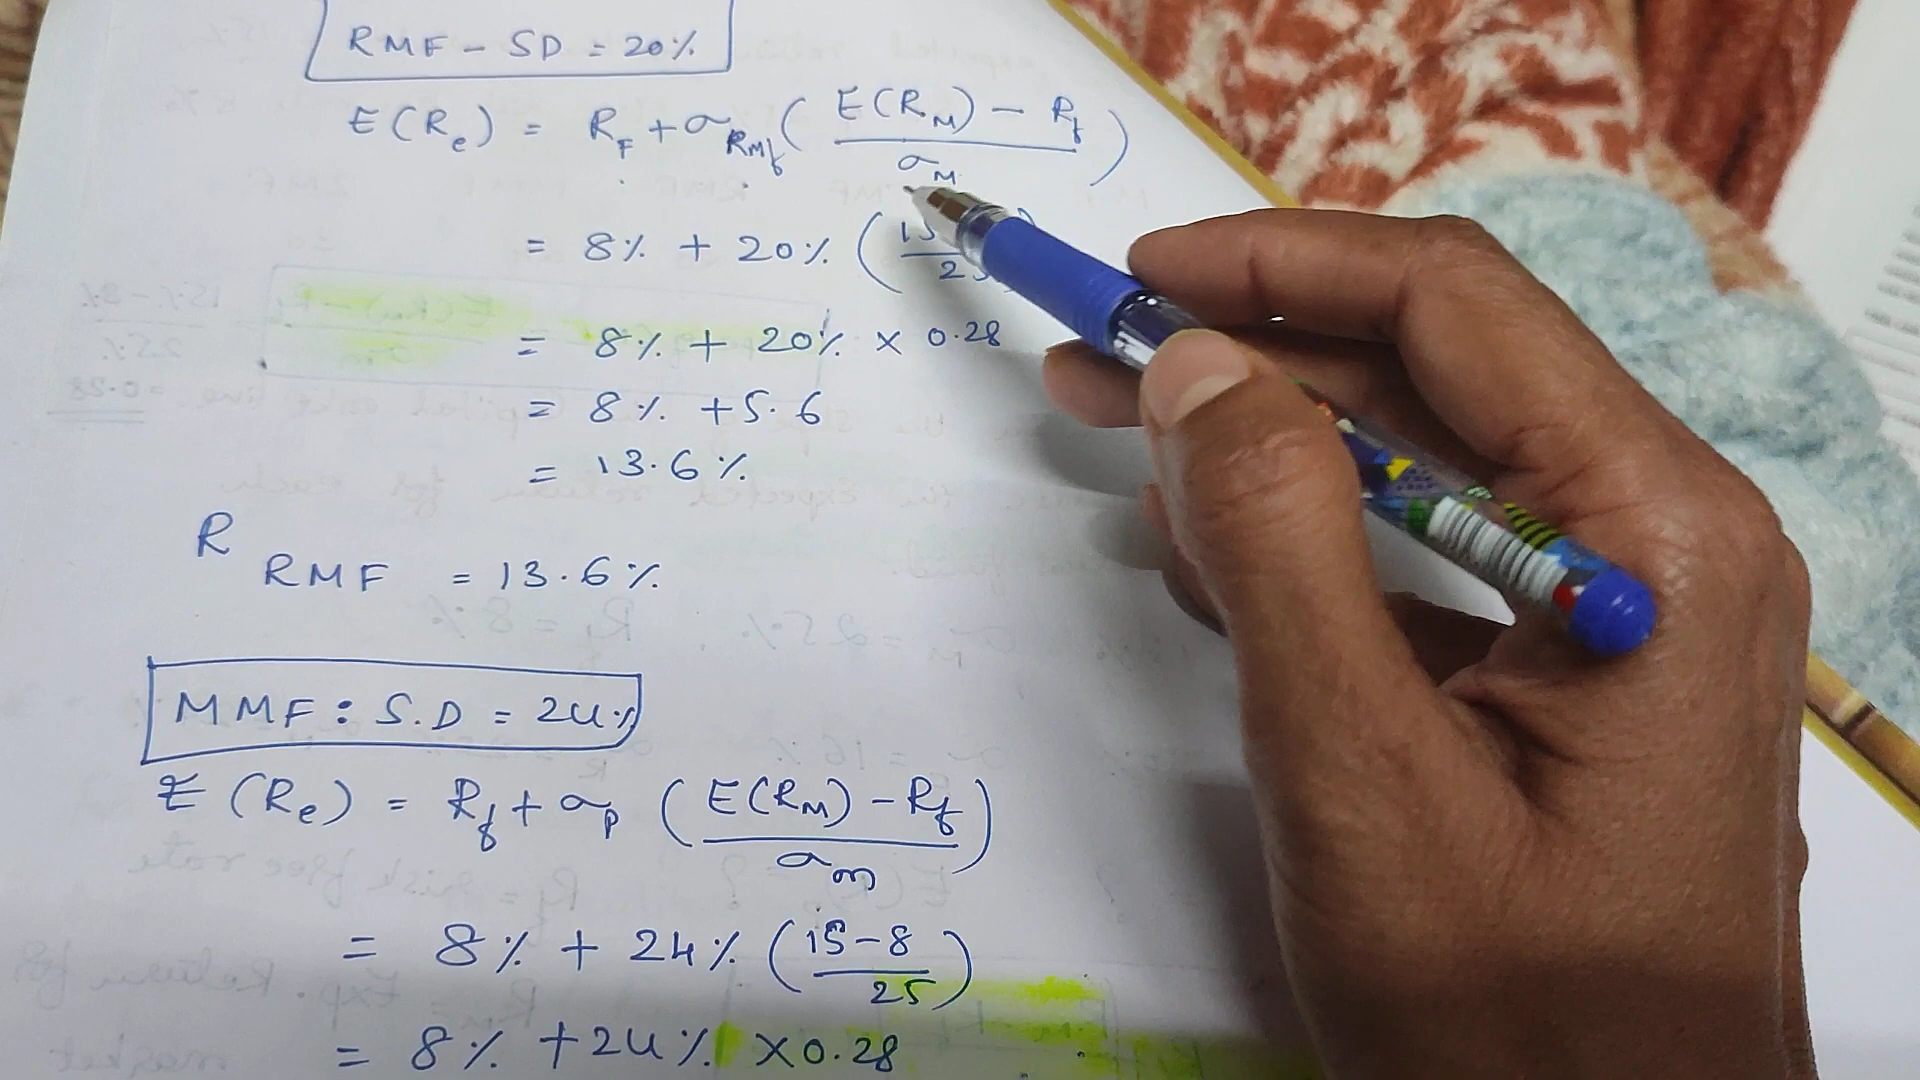 RMF - SD = 20%
E(Re) = RF + σRMf ( E(RM) - Rf / σM )
= 8% + 20% ( 15 / 25
= 8% + 20% × 0.28
= 8% + 5.6
= 13.6%
R
RMF = 13.6%
MMF : S.D = 24%
E(Re) = Rf + σp ( E(RM) - Rf / σm )
= 8% + 24% ( 15-8 / 25 )
= 8% + 24% × 0.28